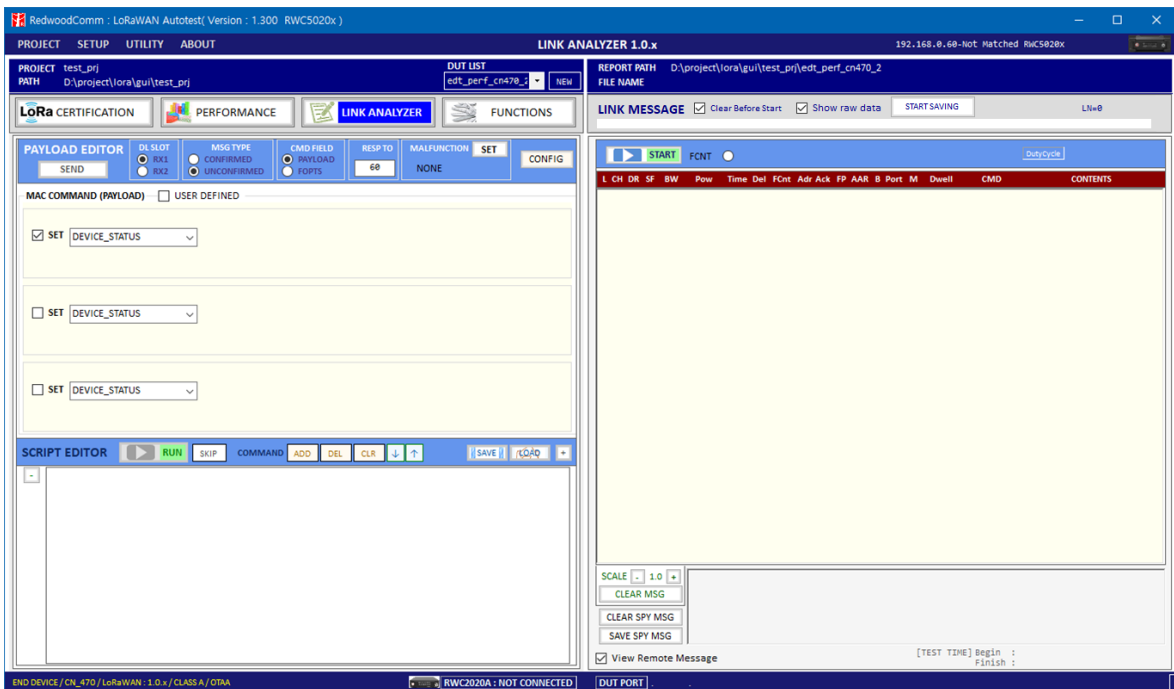 RedwoodComm : LoRaWAN Autotest( Version : 1.300 RWC5020x )
PROJECT SETUP UTILITY ABOUT LINK ANALYZER 1.0.x 192.168.0.60-Not Matched RWC5020x
PROJECT test_prj
PATH D:\project\lora\gui\test_prj
DUT LIST
edt_perf_cn470_2 NEW
REPORT PATH D:\project\lora\gui\test_prj\edt_perf_cn470_2
FILE NAME
LoRa CERTIFICATION PERFORMANCE LINK ANALYZER FUNCTIONS
LINK MESSAGE Clear Before Start Show raw data START SAVING LN=0
PAYLOAD EDITOR
SEND
DL SLOT
RX1
RX2
MSG TYPE
CONFIRMED
UNCONFIRMED
CMD FIELD
PAYLOAD
FOPTS
RESP TO
60
MALFUNCTION SET
NONE
CONFIG
MAC COMMAND (PAYLOAD) USER DEFINED
SET DEVICE_STATUS
SET DEVICE_STATUS
SET DEVICE_STATUS
SCRIPT EDITOR RUN SKIP COMMAND ADD DEL CLR ↓ ↑ SAVE LOAD +
-
START FCNT DutyCycle
L CH DR SF BW Pow Time Del FCnt Adr Ack FP AAR B Port M Dwell CMD CONTENTS
SCALE - 1.0 +
CLEAR MSG
CLEAR SPY MSG
SAVE SPY MSG
View Remote Message
[TEST TIME] Begin :
Finish :
END DEVICE / CN_470 / LoRaWAN : 1.0.x / CLASS A / OTAA RWC2020A : NOT CONNECTED DUT PORT . .